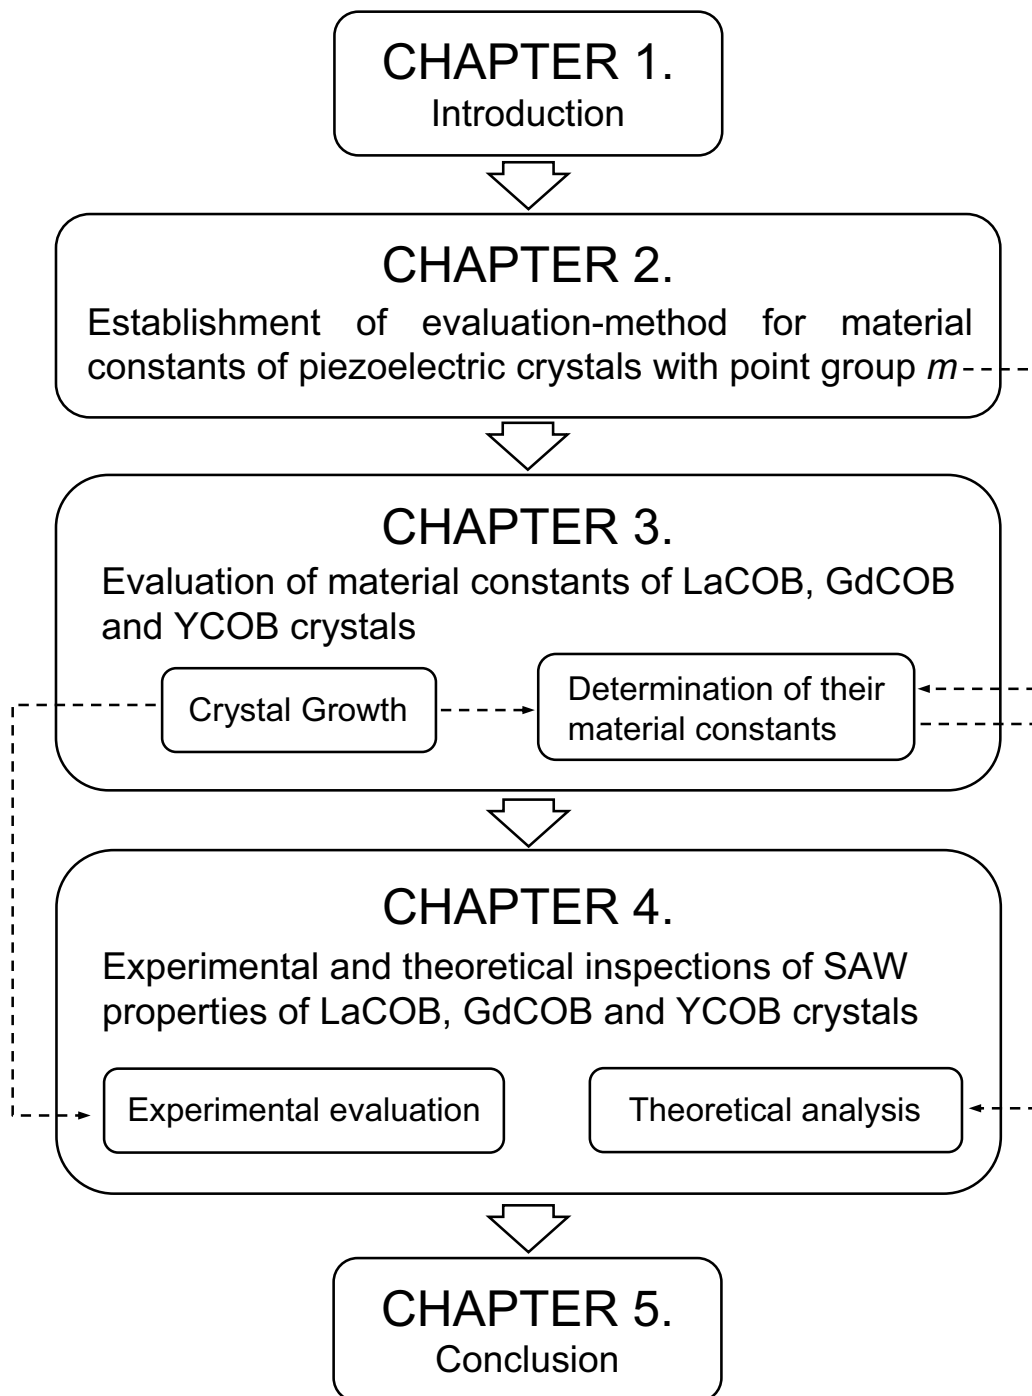 CHAPTER 1.
Introduction
CHAPTER 2.
Establishment of evaluation-method for material
constants of piezoelectric crystals with point group m
CHAPTER 3.
Evaluation of material constants of LaCOB, GdCOB
and YCOB crystals
Crystal Growth
Determination of their
material constants
CHAPTER 4.
Experimental and theoretical inspections of SAW
properties of LaCOB, GdCOB and YCOB crystals
Experimental evaluation
Theoretical analysis
CHAPTER 5.
Conclusion